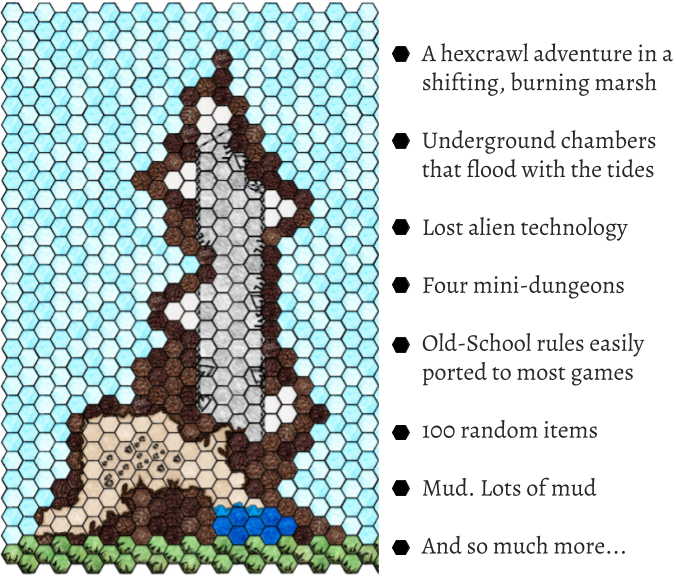 A hexcrawl adventure in a
shifting, burning marsh
Underground chambers
that flood with the tides
Lost alien technology
Four mini-dungeons
Old-School rules easily
ported to most games
100 random items
Mud. Lots of mud
And so much more...